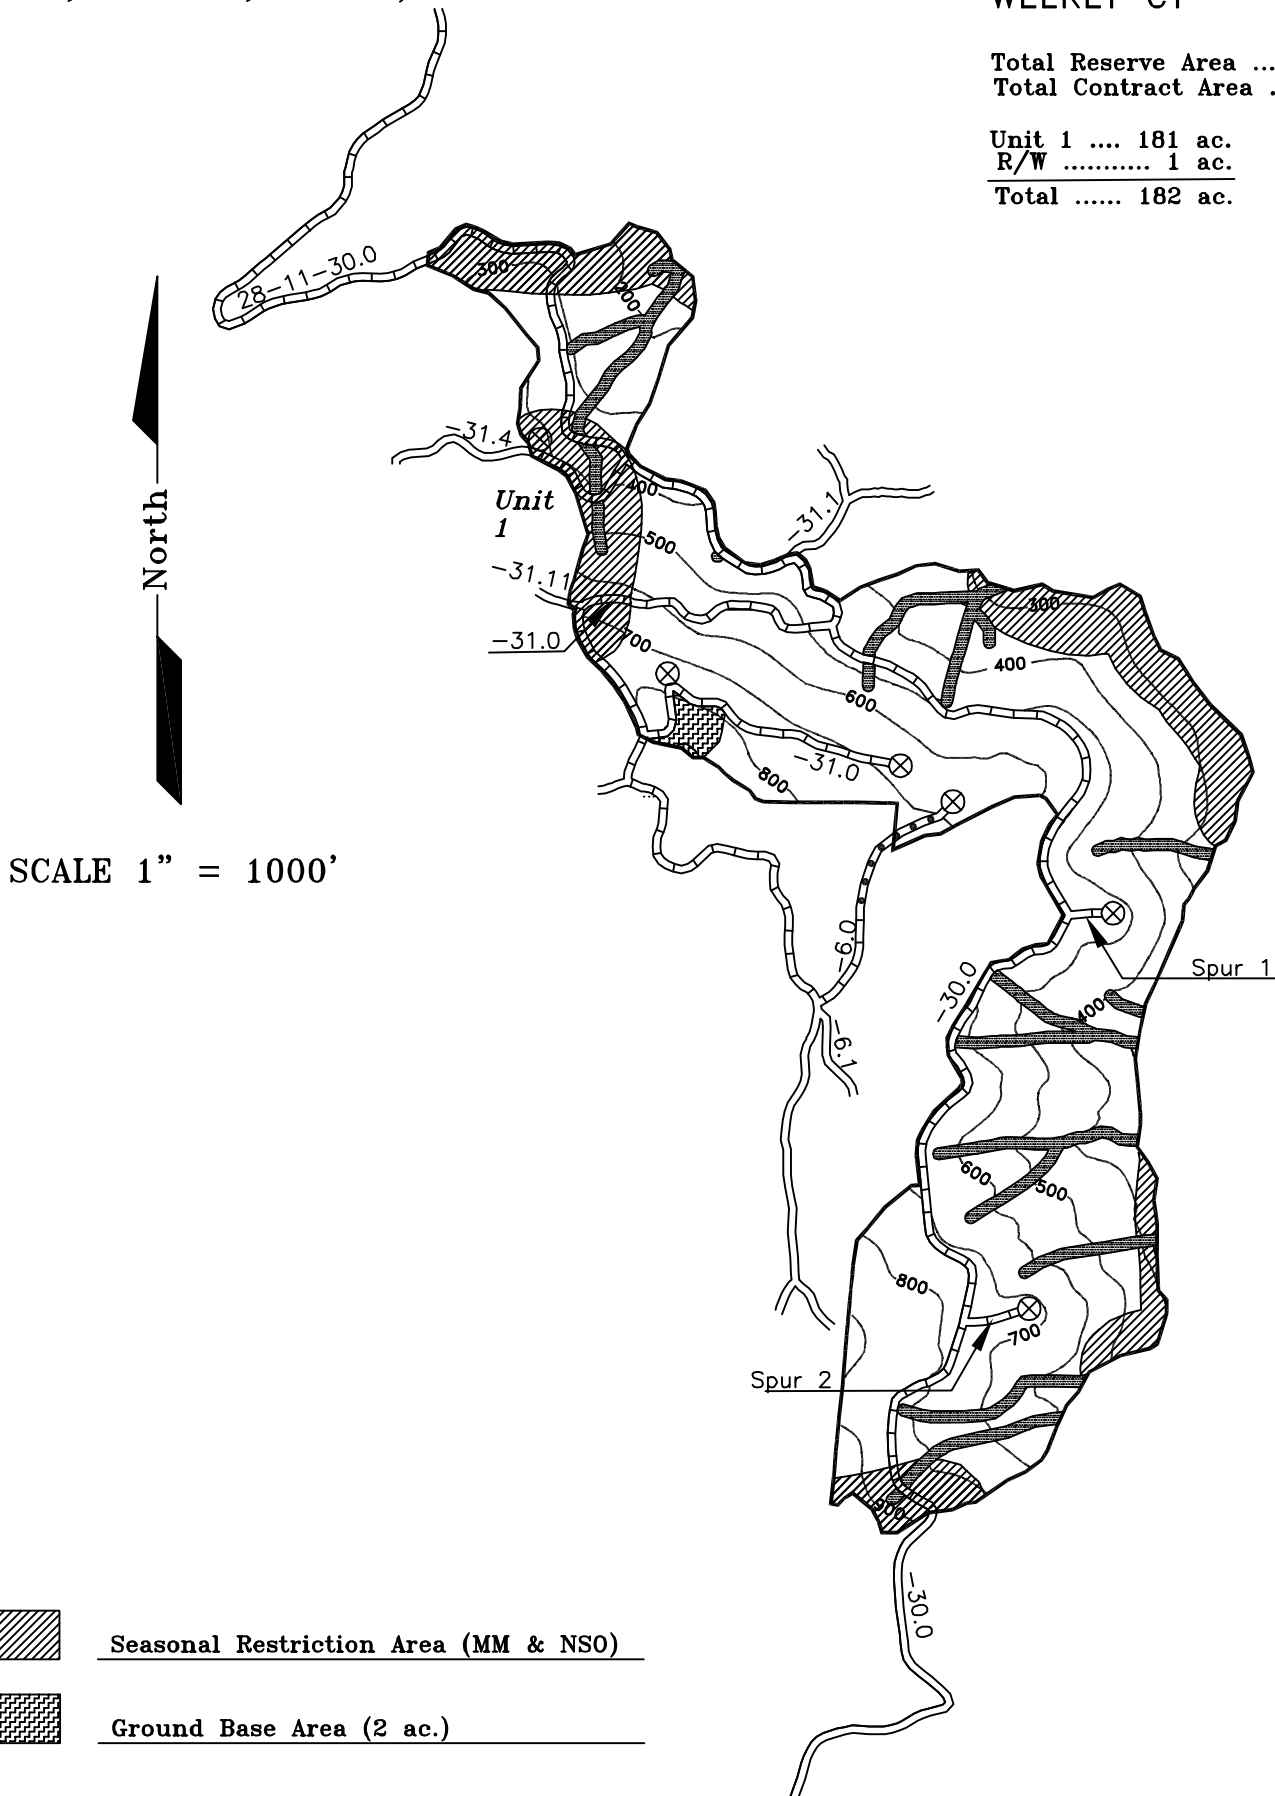 WEEKLY CT
Total Reserve Area ...
Total Contract Area .
Unit 1 .... 181 ac.
R/W ........... 1 ac.
Total ...... 182 ac.
28-11-30.0
300
200
-31.4
400
Unit
1
-31.1
500
-31.11
300
-31.0
700
400
600
-31.0
800
North
SCALE 1" = 1000'
-6.0
Spur 1
-30.0
400
-6.1
600
500
800
700
Spur 2
900
-30.0
Seasonal Restriction Area (MM & NSO)
Ground Base Area (2 ac.)